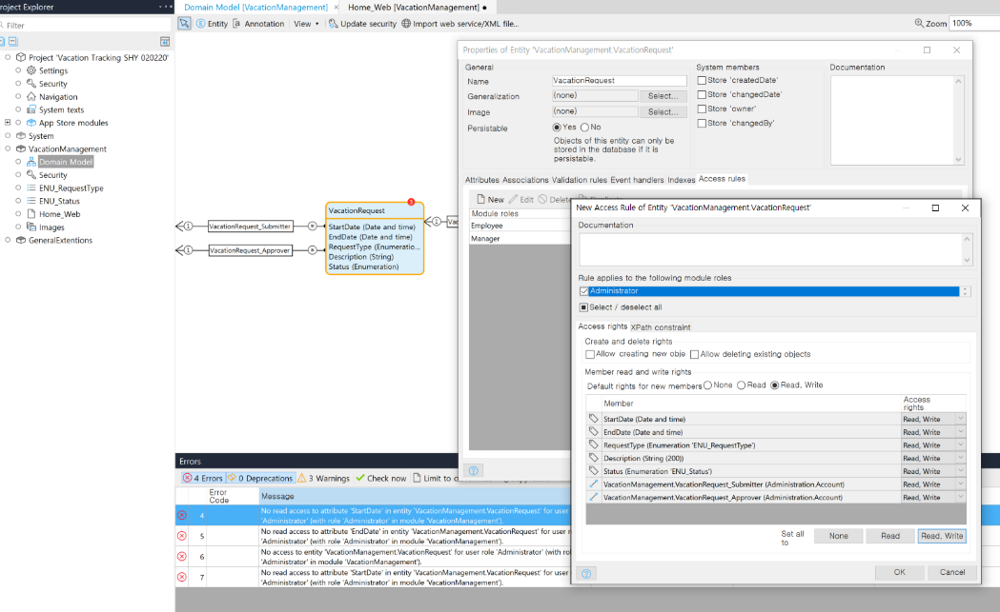 roject Explorer
Filter
Project 'Vacation Tracking SHY 020220'
Settings
Security
Navigation
System texts
App Store modules
System
VacationManagement
Domain Model
Security
ENU_RequestType
ENU_Status
Home_Web
Images
GeneralExtentions
Domain Model [VacationManagement] ×
Home_Web [VacationManagement] ●
Entity
Annotation
View
Update security
Import web service/XML file...
Zoom 100%
VacationRequest_Submitter
VacationRequest_Approver
1
*
1
*
3
VacationRequest
StartDate (Date and time)
EndDate (Date and time)
RequestType (Enumeratio...
Description (String)
Status (Enumeration)
1
Vac
Properties of Entity 'VacationManagement.VacationRequest'
General
Name VacationRequest
Generalization (none) Select...
Image (none) Select...
Persistable Yes No
Objects of this entity can only be
stored in the database if it is
persistable.
System members
Store 'createdDate'
Store 'changedDate'
Store 'owner'
Store 'changedBy'
Documentation
Attributes Associations Validation rules Event handlers Indexes Access rules
New Edit Delete
Module roles
Employee
Manager
New Access Rule of Entity 'VacationManagement.VacationRequest'
Documentation
Rule applies to the following module roles
Administrator
Select / deselect all
Access rights XPath constraint
Create and delete rights
Allow creating new obje Allow deleting existing objects
Member read and write rights
Default rights for new members None Read Read, Write
Member Access rights
StartDate (Date and time) Read, Write
EndDate (Date and time) Read, Write
RequestType (Enumeration 'ENU_RequestType') Read, Write
Description (String (200)) Read, Write
Status (Enumeration 'ENU_Status') Read, Write
VacationManagement.VacationRequest_Submitter (Administration.Account) Read, Write
VacationManagement.VacationRequest_Approver (Administration.Account) Read, Write
Set all to None Read Read, Write
OK Cancel
Errors
4 Errors 0 Deprecations 3 Warnings Check now Limit to
Error Code Message
4 No read access to attribute 'StartDate' in entity 'VacationManagement.VacationRequest' for user
'Administrator' (with role 'Administrator' in module 'VacationManagement').
5 No read access to attribute 'EndDate' in entity 'VacationManagement.VacationRequest' for user r
'Administrator' (with role 'Administrator' in module 'VacationManagement').
6 No access to entity 'VacationManagement.VacationRequest' for user role 'Administrator' (with rol
'Administrator' in module 'VacationManagement').
7 No read access to attribute 'StartDate' in entity 'VacationManagement.VacationRequest' for user
'Administrator' (with role 'Administrator' in module 'VacationManagement').